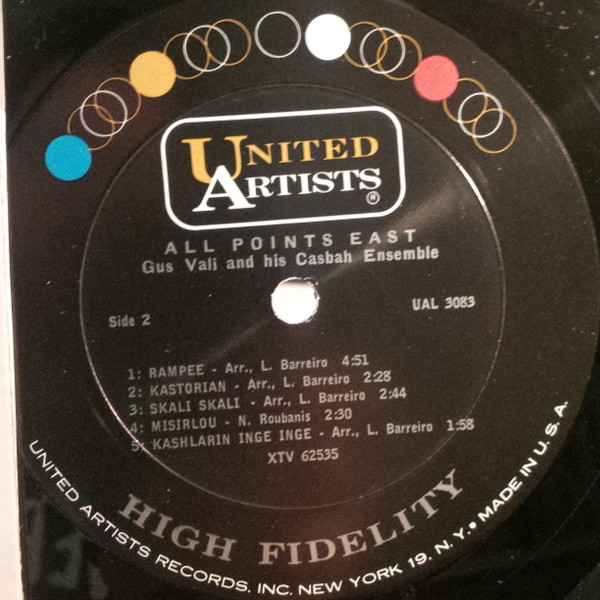 UNITED
ARTISTS ®
ALL POINTS EAST
Gus Vali and his Casbah Ensemble
Side 2
UAL 3083
1: RAMPEE - Arr., L. Barreiro 4:51
2: KASTORIAN - Arr., L. Barreiro 2:28
3: SKALI SKALI - Arr., L. Barreiro 2:44
4: MISIRLOU - N. Roubanis 2:30
5: KASHLARIN INGE INGE - Arr., L. Barreiro 1:58
XTV 62535
HIGH FIDELITY
UNITED ARTISTS RECORDS, INC. NEW YORK 19, N. Y. • MADE IN U.S.A.